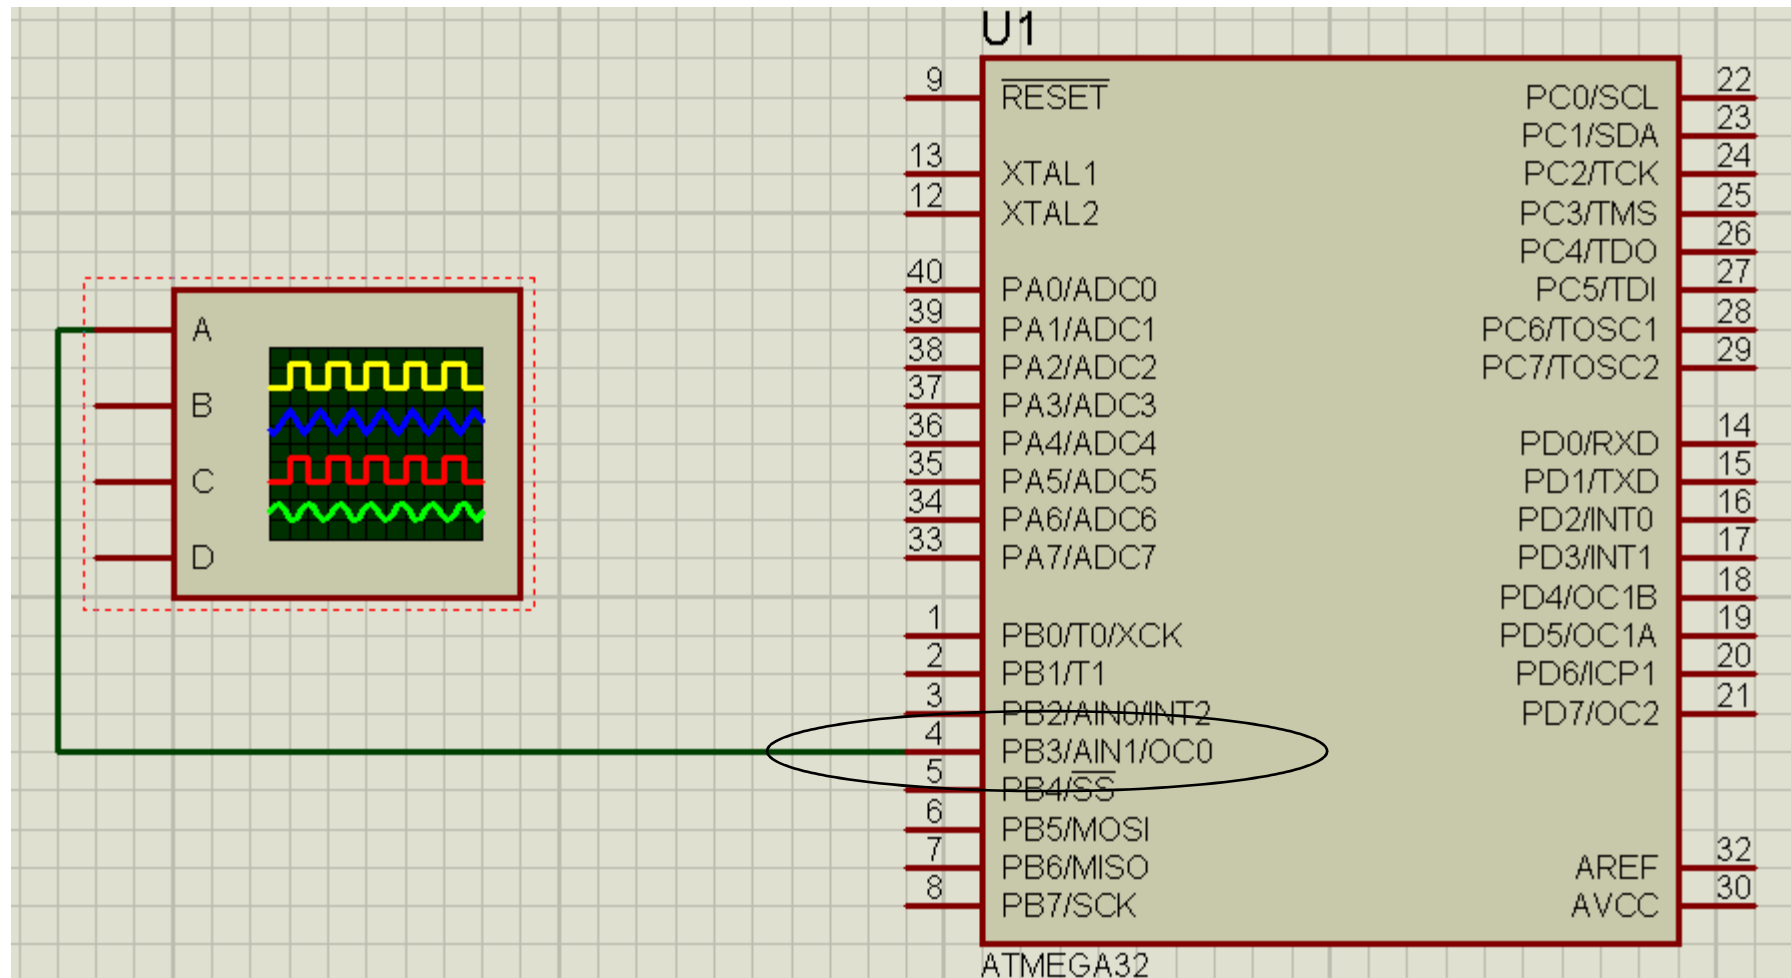 U1
A
B
C
D
9 RESET
13 XTAL1
12 XTAL2
40 PA0/ADC0
39 PA1/ADC1
38 PA2/ADC2
37 PA3/ADC3
36 PA4/ADC4
35 PA5/ADC5
34 PA6/ADC6
33 PA7/ADC7
1 PB0/T0/XCK
2 PB1/T1
3 PB2/AIN0/INT2
4 PB3/AIN1/OC0
5 PB4/SS
6 PB5/MOSI
7 PB6/MISO
8 PB7/SCK
PC0/SCL 22
PC1/SDA 23
PC2/TCK 24
PC3/TMS 25
PC4/TDO 26
PC5/TDI 27
PC6/TOSC1 28
PC7/TOSC2 29
PD0/RXD 14
PD1/TXD 15
PD2/INT0 16
PD3/INT1 17
PD4/OC1B 18
PD5/OC1A 19
PD6/ICP1 20
PD7/OC2 21
AREF 32
AVCC 30
ATMEGA32